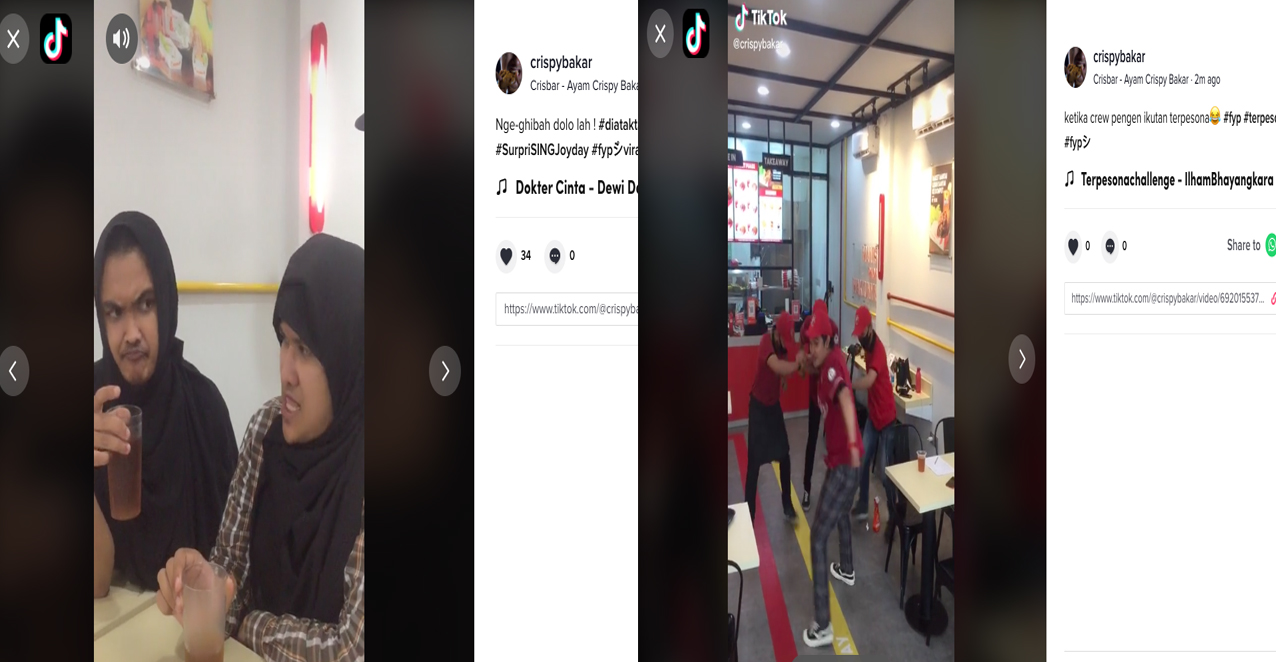 crispybakar
Crisbar - Ayam Crispy Baka
Nge-ghibah dolo lah ! #diatakt
#SurpriSINGJoyday #fypシvira
Dokter Cinta - Dewi De
34
0
https://www.tiktok.com/@crispyba
TikTok
@crispybakar
TAKEAWAY
crispybakar
Crisbar - Ayam Crispy Bakar · 2m ago
ketika crew pengen ikutan terpesona😂 #fyp #terpeso
#fypシ
Terpesonachallenge - IlhamBhayangkara
0
0
Share to
https://www.tiktok.com/@crispybakar/video/692015537...